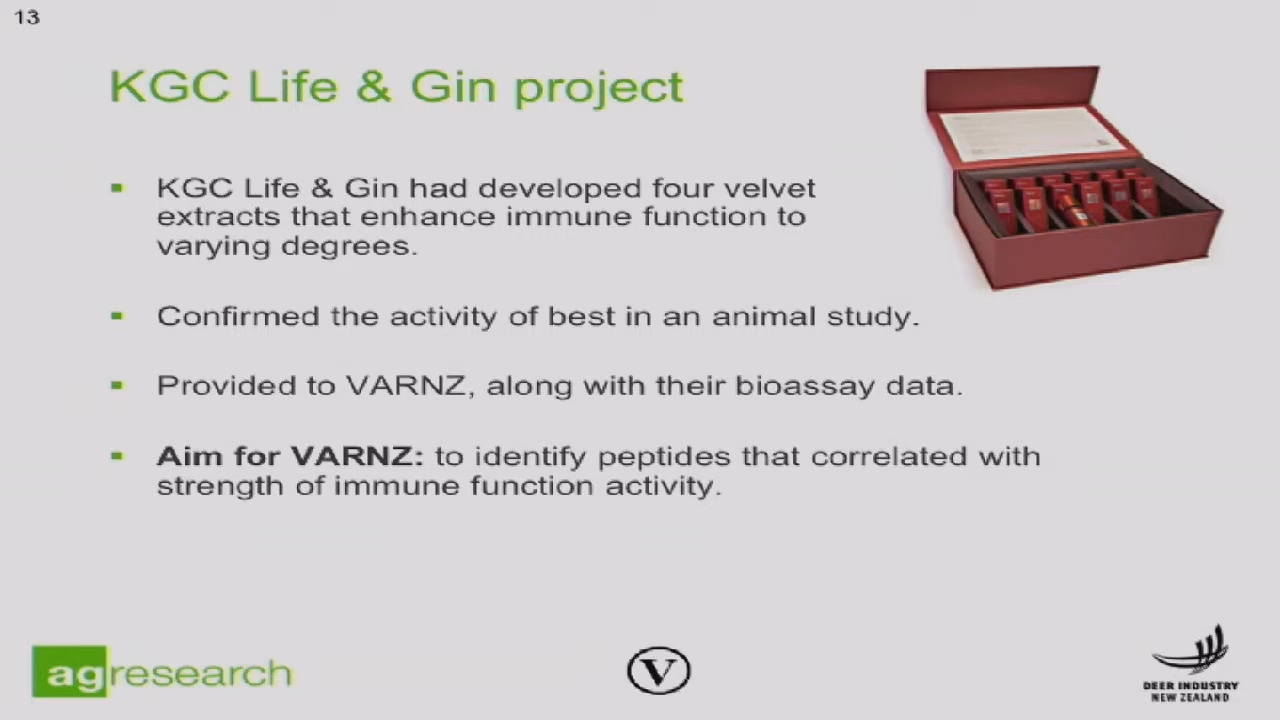 13
KGC Life & Gin project
KGC Life & Gin had developed four velvet
extracts that enhance immune function to
varying degrees.
Confirmed the activity of best in an animal study.
Provided to VARNZ, along with their bioassay data.
Aim for VARNZ: to identify peptides that correlated with
strength of immune function activity.
agresearch
V
DEER INDUSTRY
NEW ZEALAND